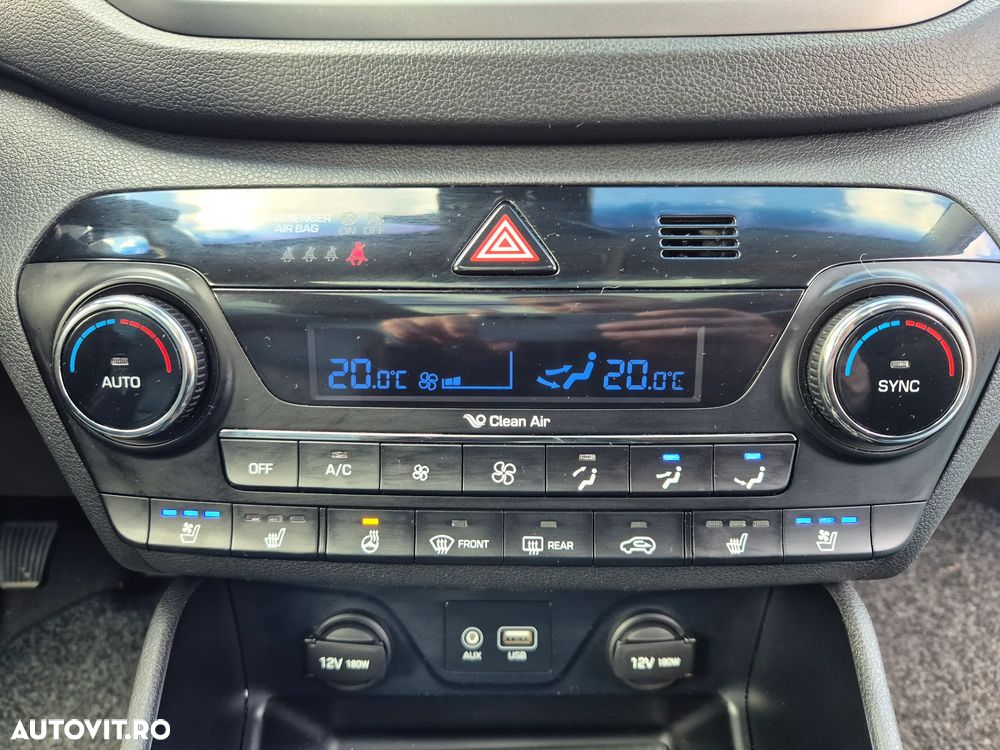 PASSENGER
AIR BAG
ON OFF
20.0°C 20.0°C
AUTO
SYNC
Clean Air
OFF A/C
FRONT REAR
12V 180W
AUX USB
12V 180W
AUTOVIT.RO